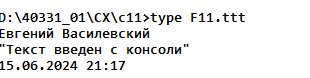 D:\40331_01\CX\c11>type F11.ttt
Евгений Василевский
"Текст введен с консоли"
15.06.2024 21:17